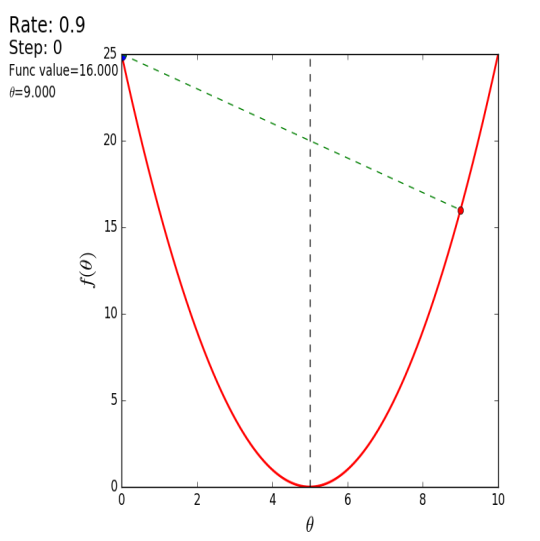 Rate: 0.9
Step: 0
Func value=16.000
θ=9.000
25
20
15
10
5
0
f(θ)
0 2 4 6 8 10
θ